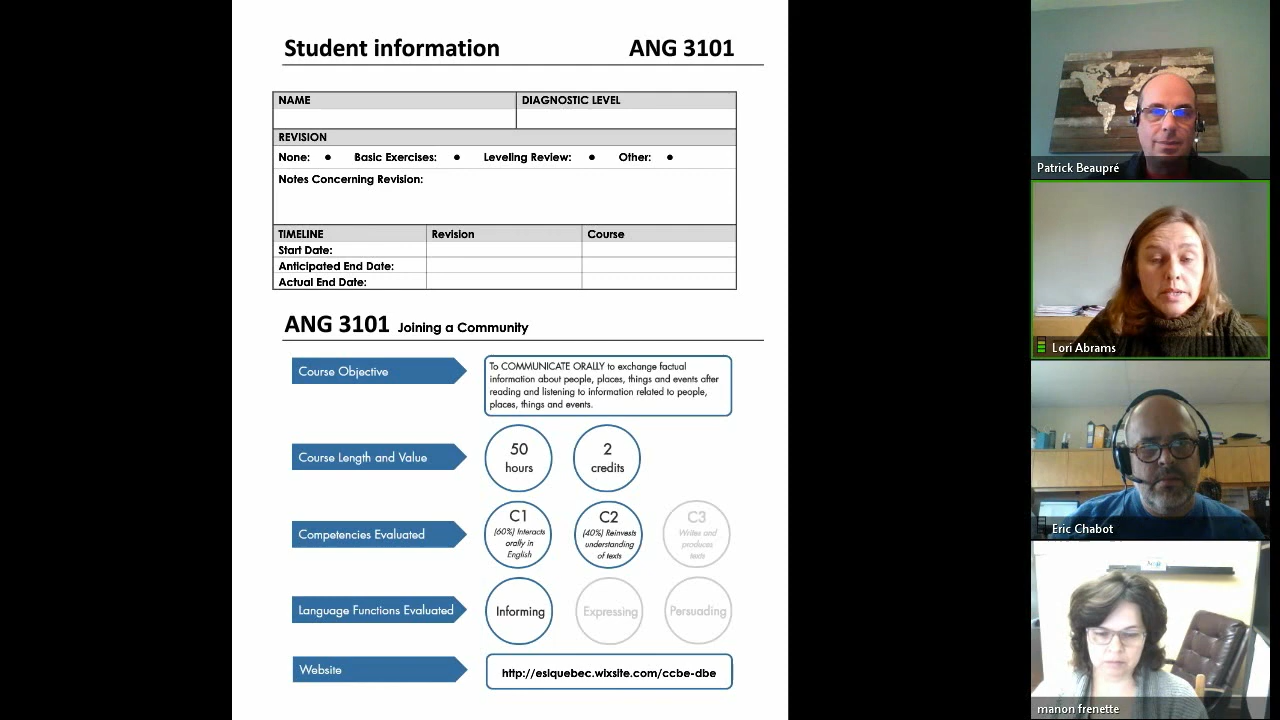 Student information ANG 3101
NAME DIAGNOSTIC LEVEL
REVISION
None: ● Basic Exercises: ● Leveling Review: ● Other: ●
Notes Concerning Revision:
TIMELINE Revision Course
Start Date:
Anticipated End Date:
Actual End Date:
ANG 3101 Joining a Community
Course Objective
To COMMUNICATE ORALLY to exchange factual
information about people, places, things and events after
reading and listening to information related to people,
places, things and events.
Course Length and Value
50
hours
2
credits
Competencies Evaluated
C1
(60%) Interacts
orally in
English
C2
(40%) Reinvests
understanding
of texts
C3
Writes and
produces
texts
Language Functions Evaluated
Informing
Expressing
Persuading
Website
http://eslquebec.wixsite.com/ccbe-dbe
Patrick Beaupré
Lori Abrams
Eric Chabot
manon frenette